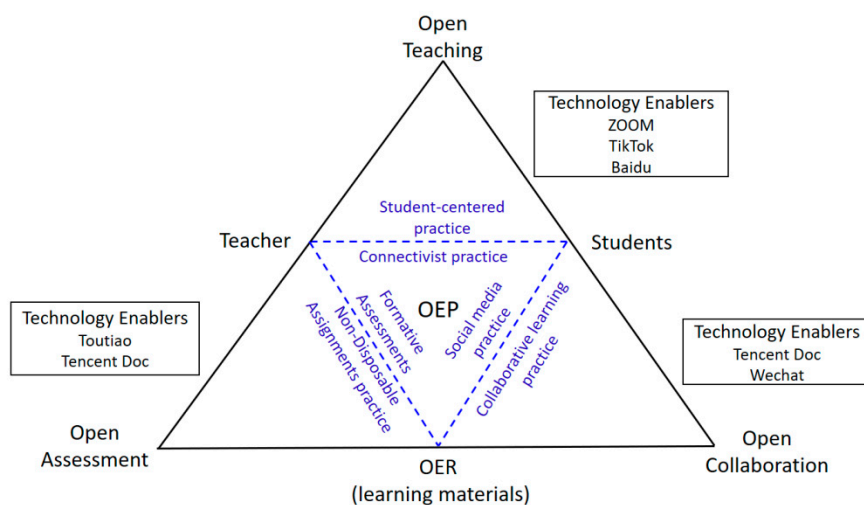 Open
Teaching
Technology Enablers
ZOOM
TikTok
Baidu
Student-centered
practice
Teacher
Students
Connectivist practice
OEP
Formative
Assessments
Non-Disposable
Assignments practice
Social media
practice
Collaborative learning
practice
Technology Enablers
Toutiao
Tencent Doc
Technology Enablers
Tencent Doc
Wechat
Open
Assessment
OER
(learning materials)
Open
Collaboration